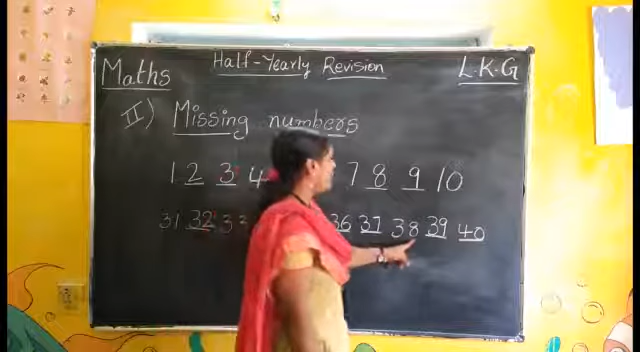 Maths
Half-Yearly Revision
L.K.G
II) Missing numbers
1 2 3 4 7 8 9 10
31 32 33 36 37 38 39 40